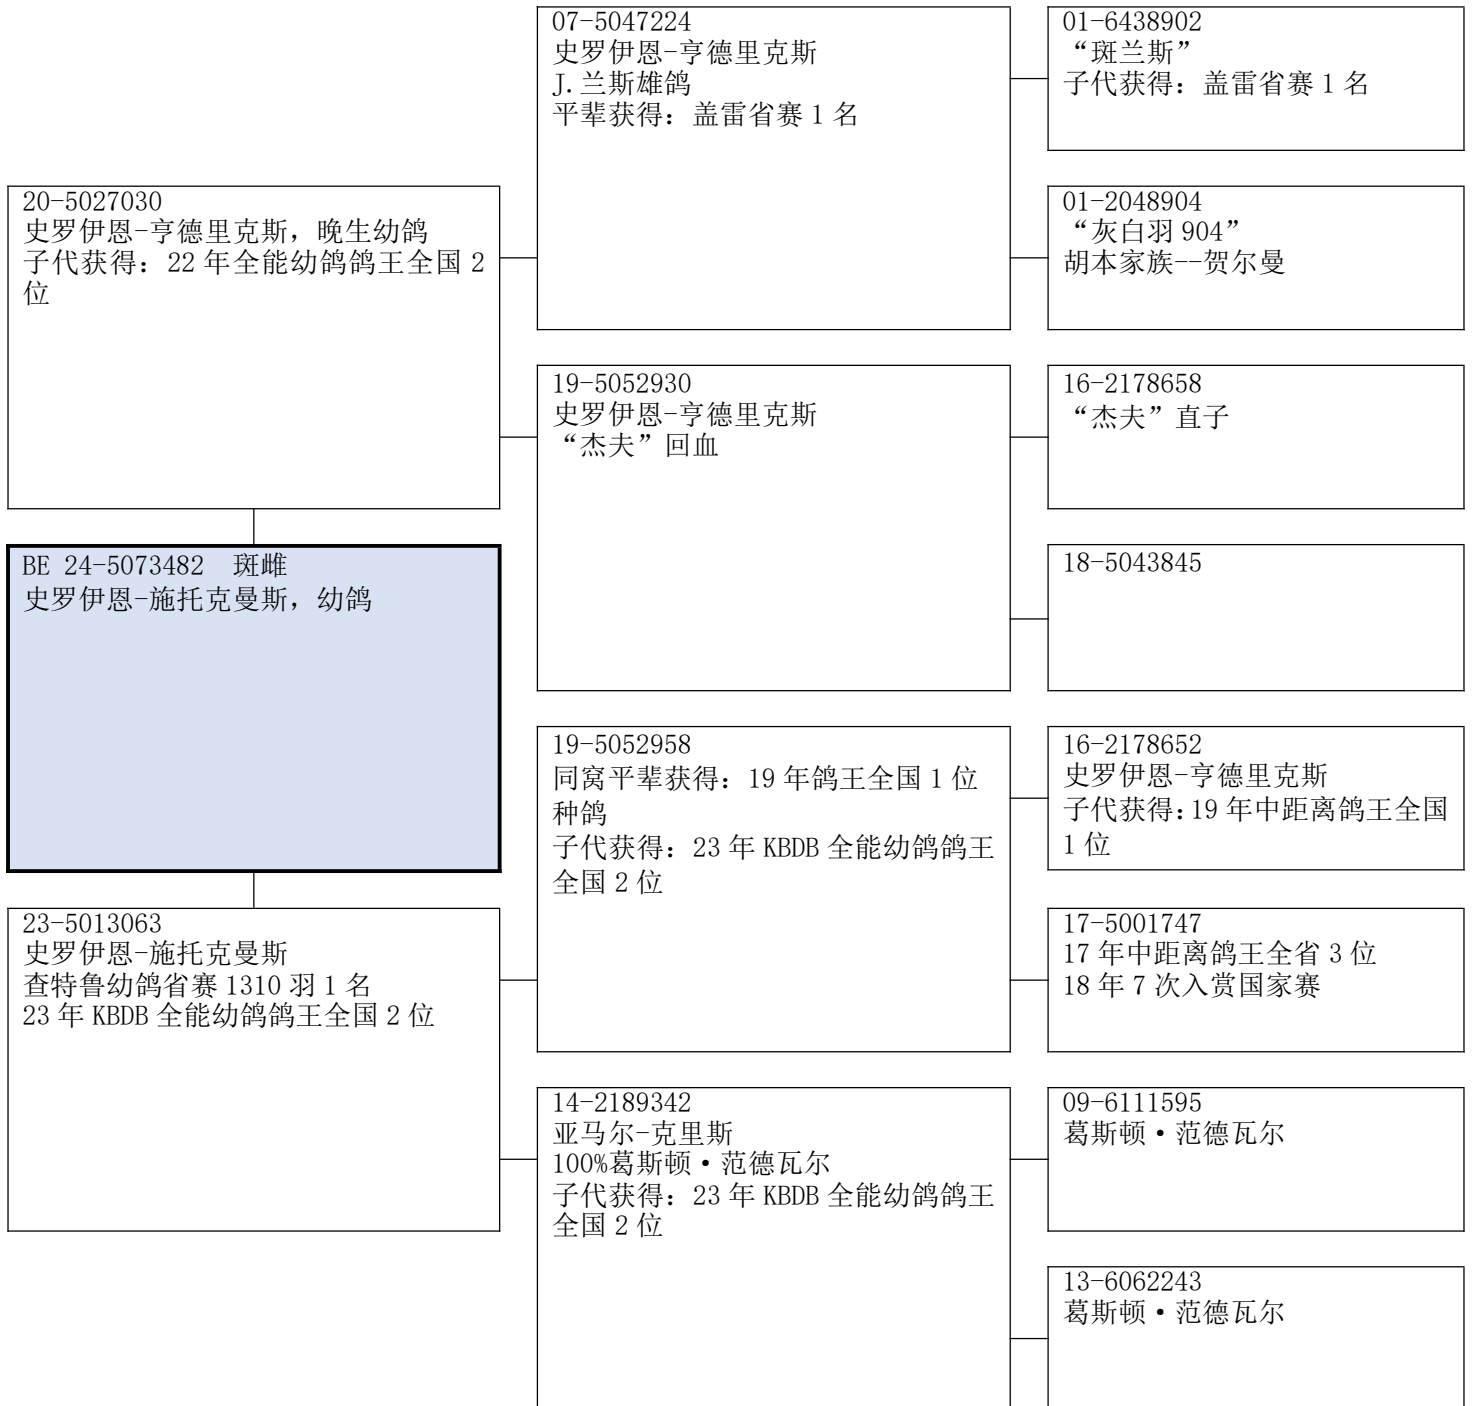 07-5047224
史罗伊恩-亨德里克斯
J.兰斯雄鸽
平辈获得：盖雷省赛 1 名
01-6438902
“斑兰斯”
子代获得：盖雷省赛 1 名
20-5027030
史罗伊恩-亨德里克斯，晚生幼鸽
子代获得：22 年全能幼鸽鸽王全国 2
位
01-2048904
“灰白羽 904”
胡本家族--贺尔曼
19-5052930
史罗伊恩-亨德里克斯
“杰夫”回血
16-2178658
“杰夫”直子
BE 24-5073482 斑雌
史罗伊恩-施托克曼斯，幼鸽
18-5043845
19-5052958
同窝平辈获得：19 年鸽王全国 1 位
种鸽
子代获得：23 年 KBDB 全能幼鸽鸽王
全国 2 位
16-2178652
史罗伊恩-亨德里克斯
子代获得：19 年中距离鸽王全国
1 位
23-5013063
史罗伊恩-施托克曼斯
查特鲁幼鸽省赛 1310 羽 1 名
23 年 KBDB 全能幼鸽鸽王全国 2 位
17-5001747
17 年中距离鸽王全省 3 位
18 年 7 次入赏国家赛
14-2189342
亚马尔-克里斯
100%葛斯顿•范德瓦尔
子代获得：23 年 KBDB 全能幼鸽鸽王
全国 2 位
09-6111595
葛斯顿•范德瓦尔
13-6062243
葛斯顿•范德瓦尔